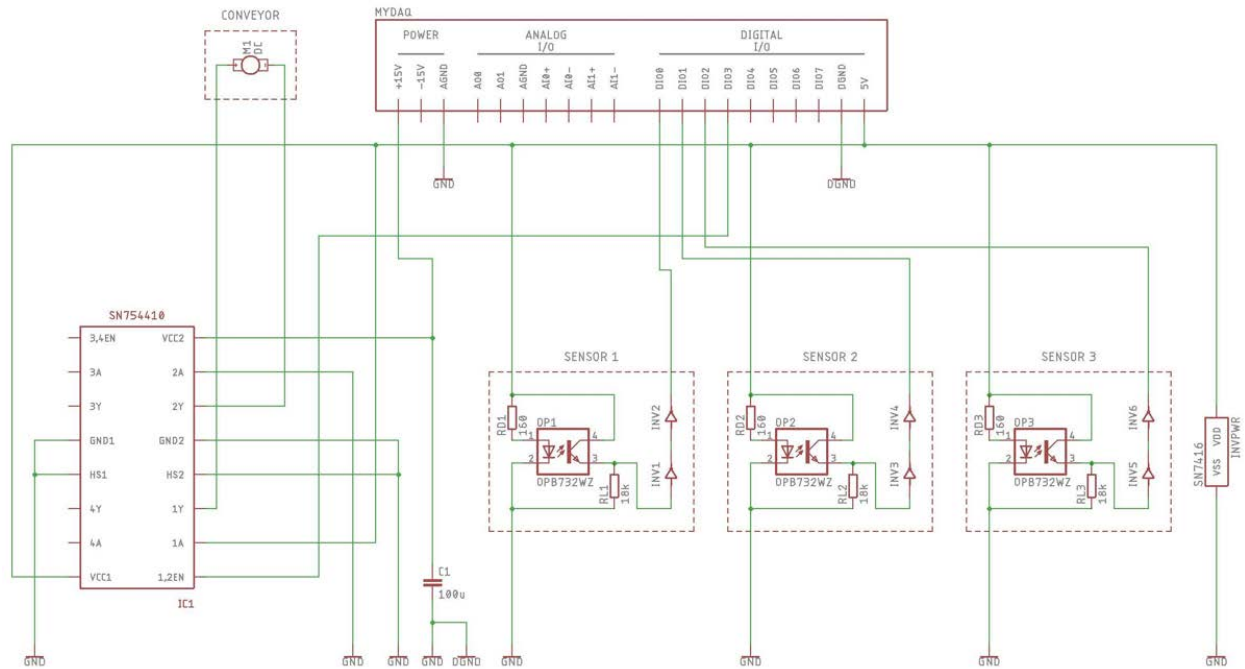 CONVEYOR
M1
DC
MYDAQ
POWER
ANALOG
I/O
DIGITAL
I/O
+15V
-15V
AGND
AO0
AO1
AGND
AI0+
AI0-
AI1+
AI1-
DIO0
DIO1
DIO2
DIO3
DIO4
DIO5
DIO6
DIO7
DGND
5V
GND
DGND
SN754410
3,4EN VCC2
3A 2A
3Y 2Y
GND1 GND2
HS1 HS2
4Y 1Y
4A 1A
VCC1 1,2EN
IC1
C1
100u
SENSOR 1
RD1
160
OP1
1
2
4
3
OPB732WZ
RL1
18k
INV2
INV1
SENSOR 2
RD2
160
OP2
1
2
4
3
OPB732WZ
RL2
18k
INV4
INV3
SENSOR 3
RD3
160
OP3
1
2
4
3
OPB732WZ
RL3
18k
INV6
INV5
SN7416
VSS VDD
INVPWR
GND
GND
GND
GND
DGND
GND
GND
GND
GND